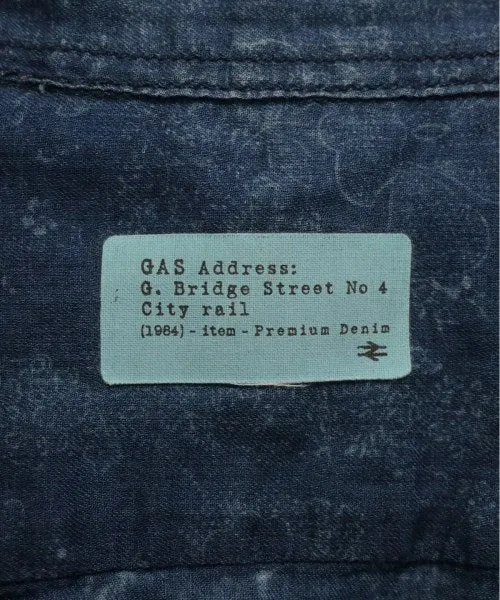 GAS Address:
G. Bridge Street No 4
City rail
(1984) - item - Premium Denim